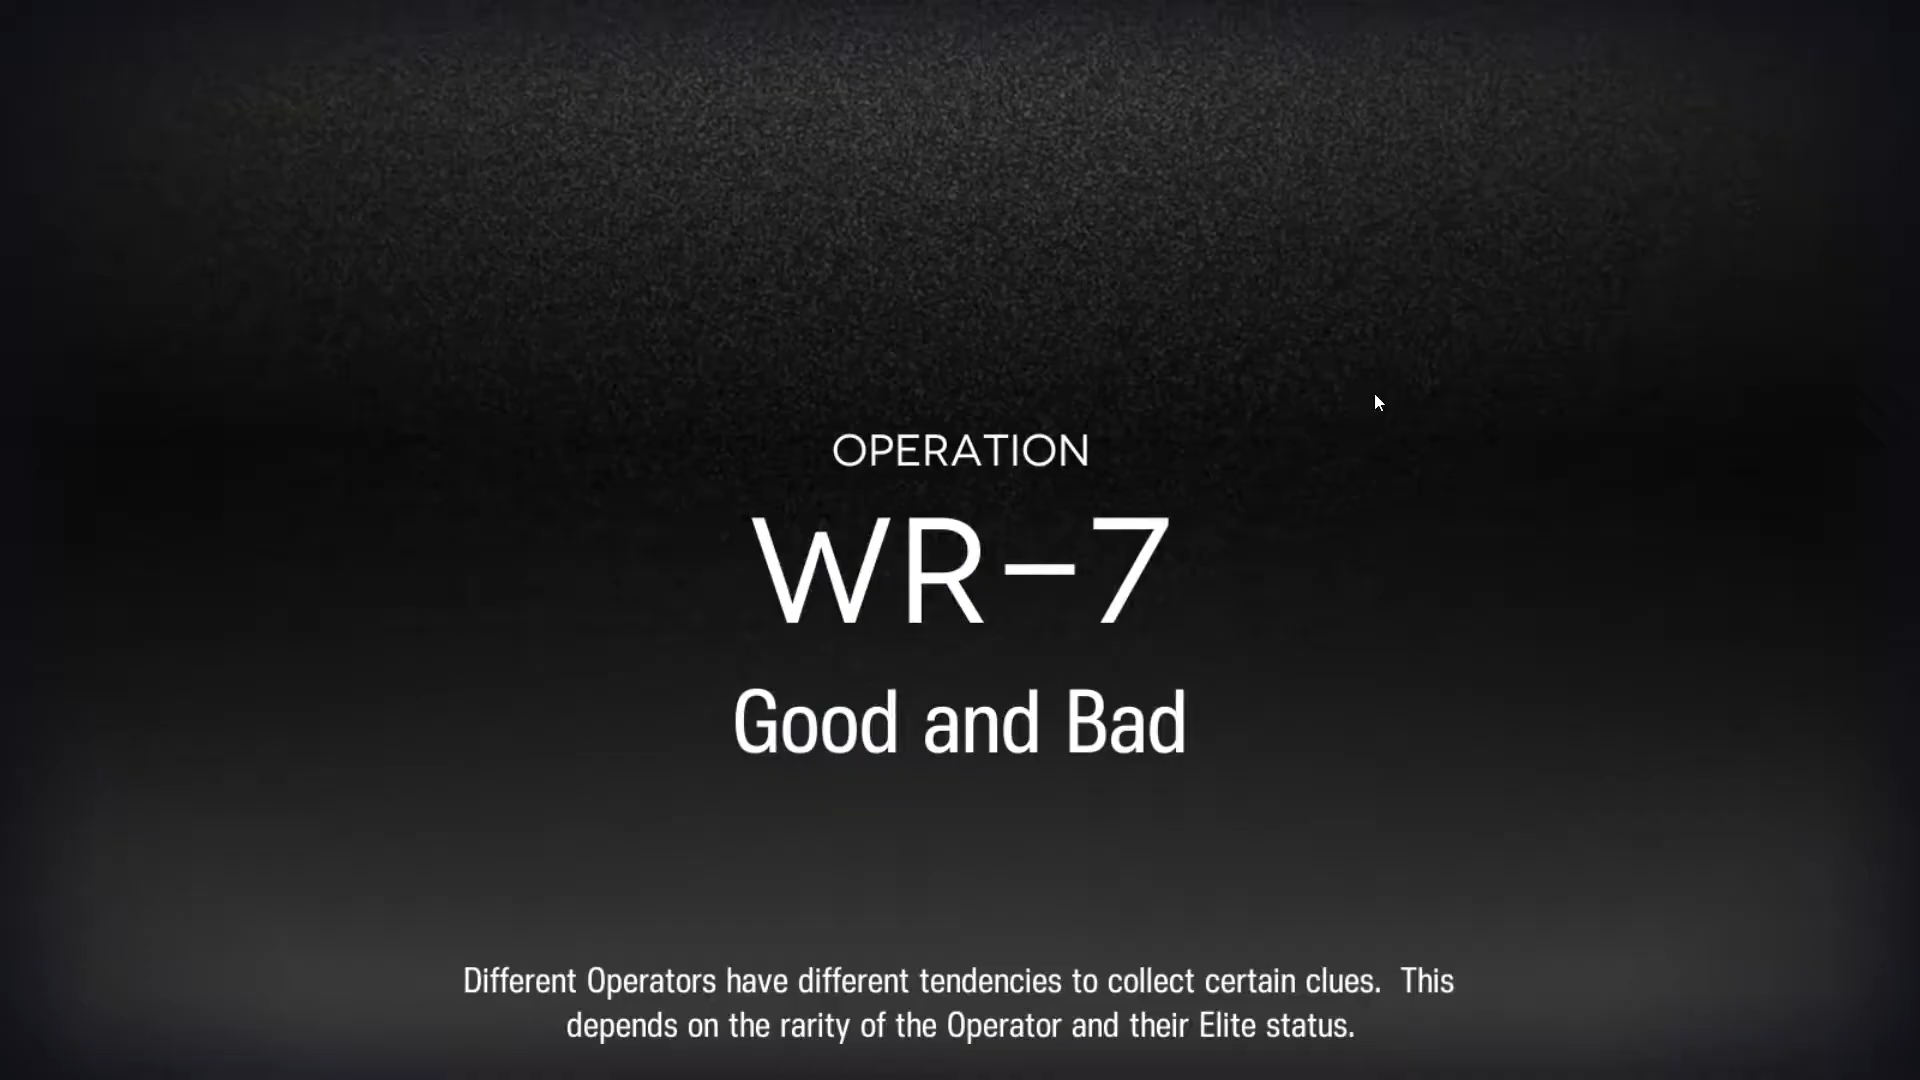 OPERATION
WR-7
Good and Bad
Different Operators have different tendencies to collect certain clues.  This
depends on the rarity of the Operator and their Elite status.